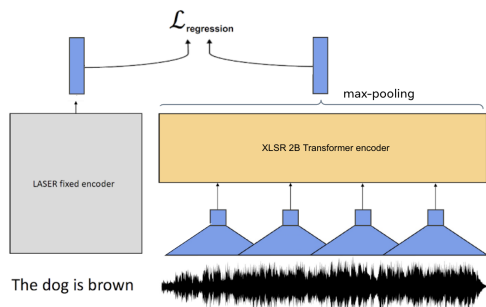 ℒregression
max-pooling
LASER fixed encoder
XLSR 2B Transformer encoder
The dog is brown